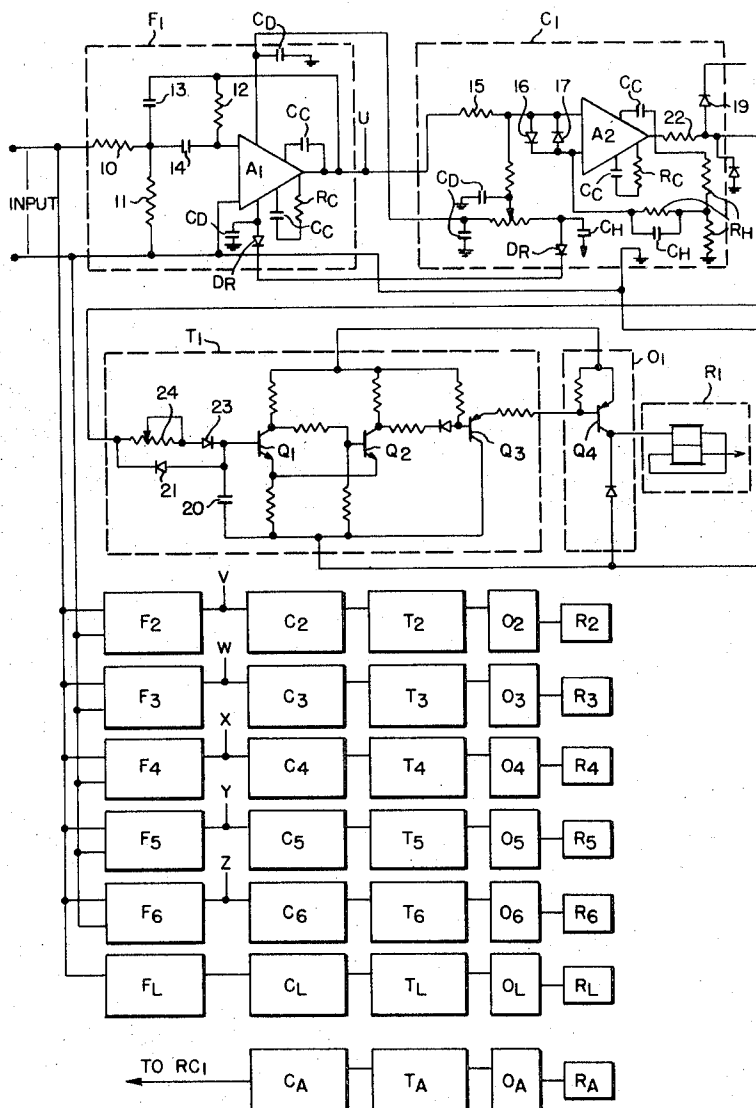 F1 CD C1
13 12 CC U 15 16 17 CC 19
A1 A2 22
10 14
INPUT 11 RC CD CC RC
CD CC CD RH
DR DR CH CH
T1 O1
24 23 R1
Q1 Q2 Q3 Q4
21
20
V
F2 C2 T2 O2 R2
W
F3 C3 T3 O3 R3
X
F4 C4 T4 O4 R4
Y
F5 C5 T5 O5 R5
Z
F6 C6 T6 O6 R6
FL CL TL OL RL
TO RC1 CA TA OA RA